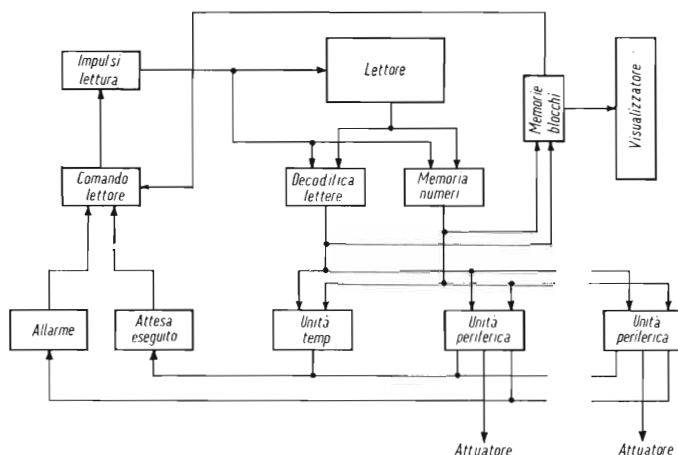 Impulsi
lettura
Lettore
Memorie
blocchi
Visualizzatore
Comando
lettore
Decodifica
lettere
Memoria
numeri
Allarme
Attesa
eseguito
Unità
temp
Unità
periferica
Unità
periferica
Attuatore
Attuatore